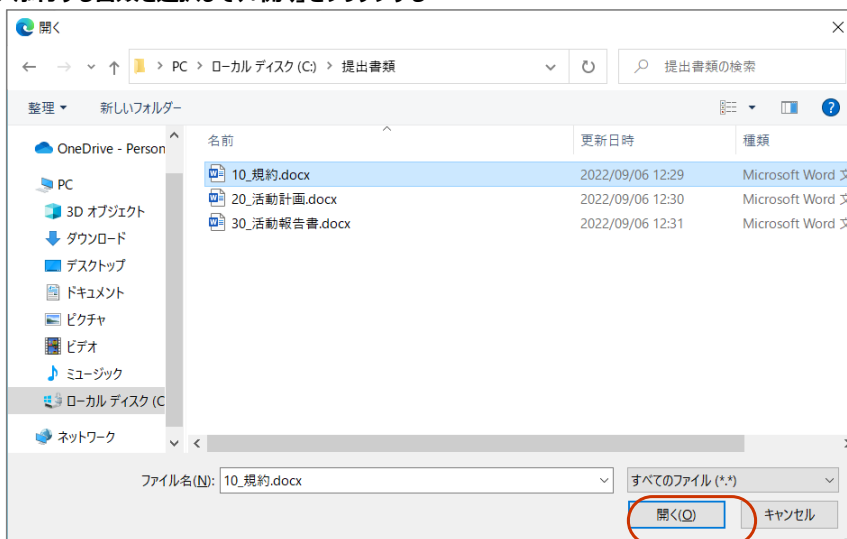 開く
PC > ローカル ディスク (C:) > 提出書類
提出書類の検索
整理 新しいフォルダー
名前 更新日時 種類
10_規約.docx 2022/09/06 12:29 Microsoft Word
20_活動計画.docx 2022/09/06 12:30 Microsoft Word
30_活動報告書.docx 2022/09/06 12:31 Microsoft Word
OneDrive - Person
PC
3D オブジェクト
ダウンロード
デスクトップ
ドキュメント
ピクチャ
ビデオ
ミュージック
ローカル ディスク (C
ネットワーク
ファイル名(N): 10_規約.docx すべてのファイル (*.*)
開く(O) キャンセル